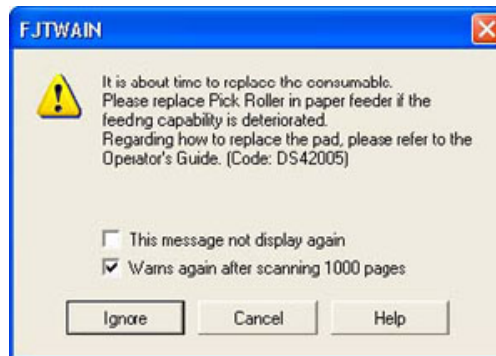 FJTWAIN
It is about time to replace the consumable.
Please replace Pick Roller in paper feeder if the
feeding capability is deteriorated.
Regarding how to replace the pad, please refer to the
Operator's Guide. (Code: DS42005)
This message not display again
Warns again after scanning 1000 pages
Ignore
Cancel
Help